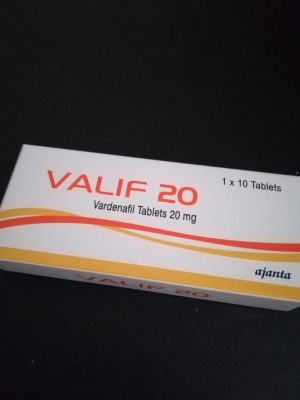 VALIF 20
1 x 10 Tablets
Vardenafil Tablets 20 mg
ajanta
VALIF 20